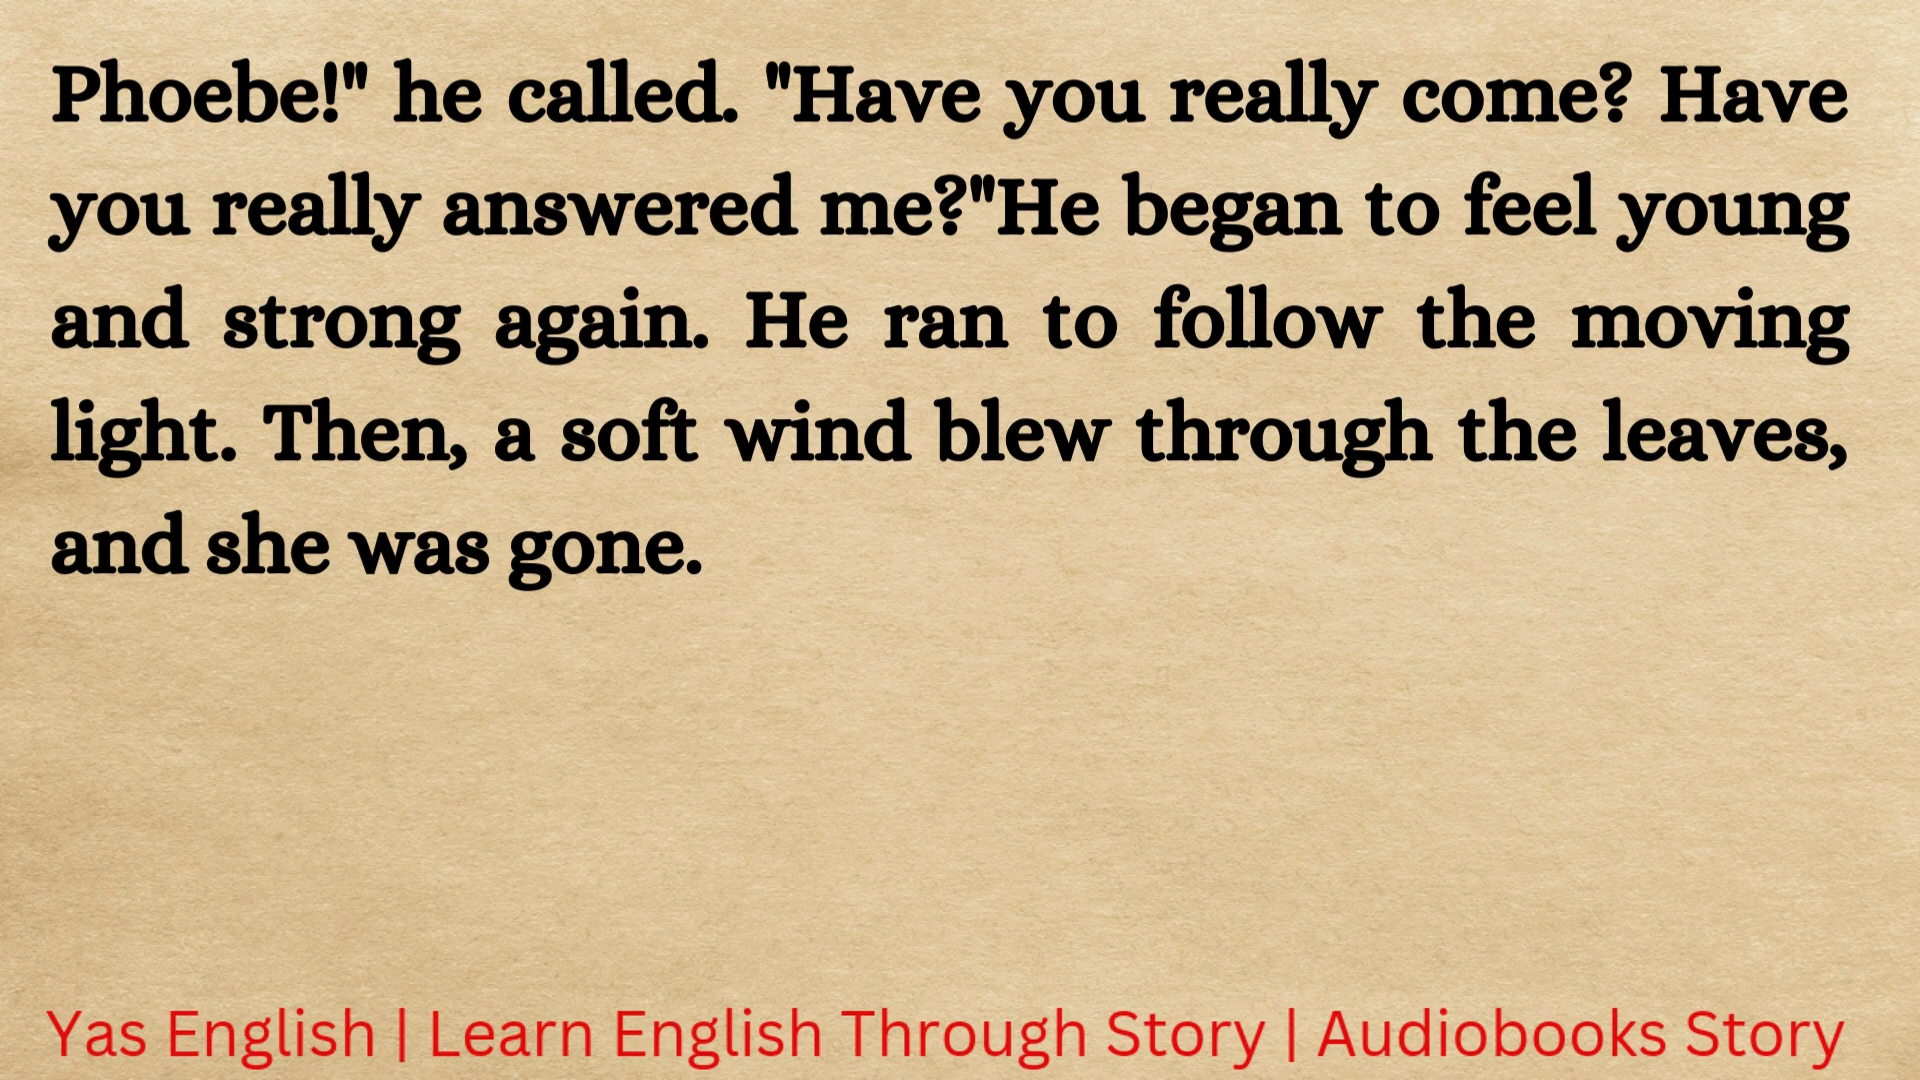 Phoebe!" he called. "Have you really come? Have
you really answered me?"He began to feel young
and strong again. He ran to follow the moving
light. Then, a soft wind blew through the leaves,
and she was gone.
Yas English | Learn English Through Story | Audiobooks Story